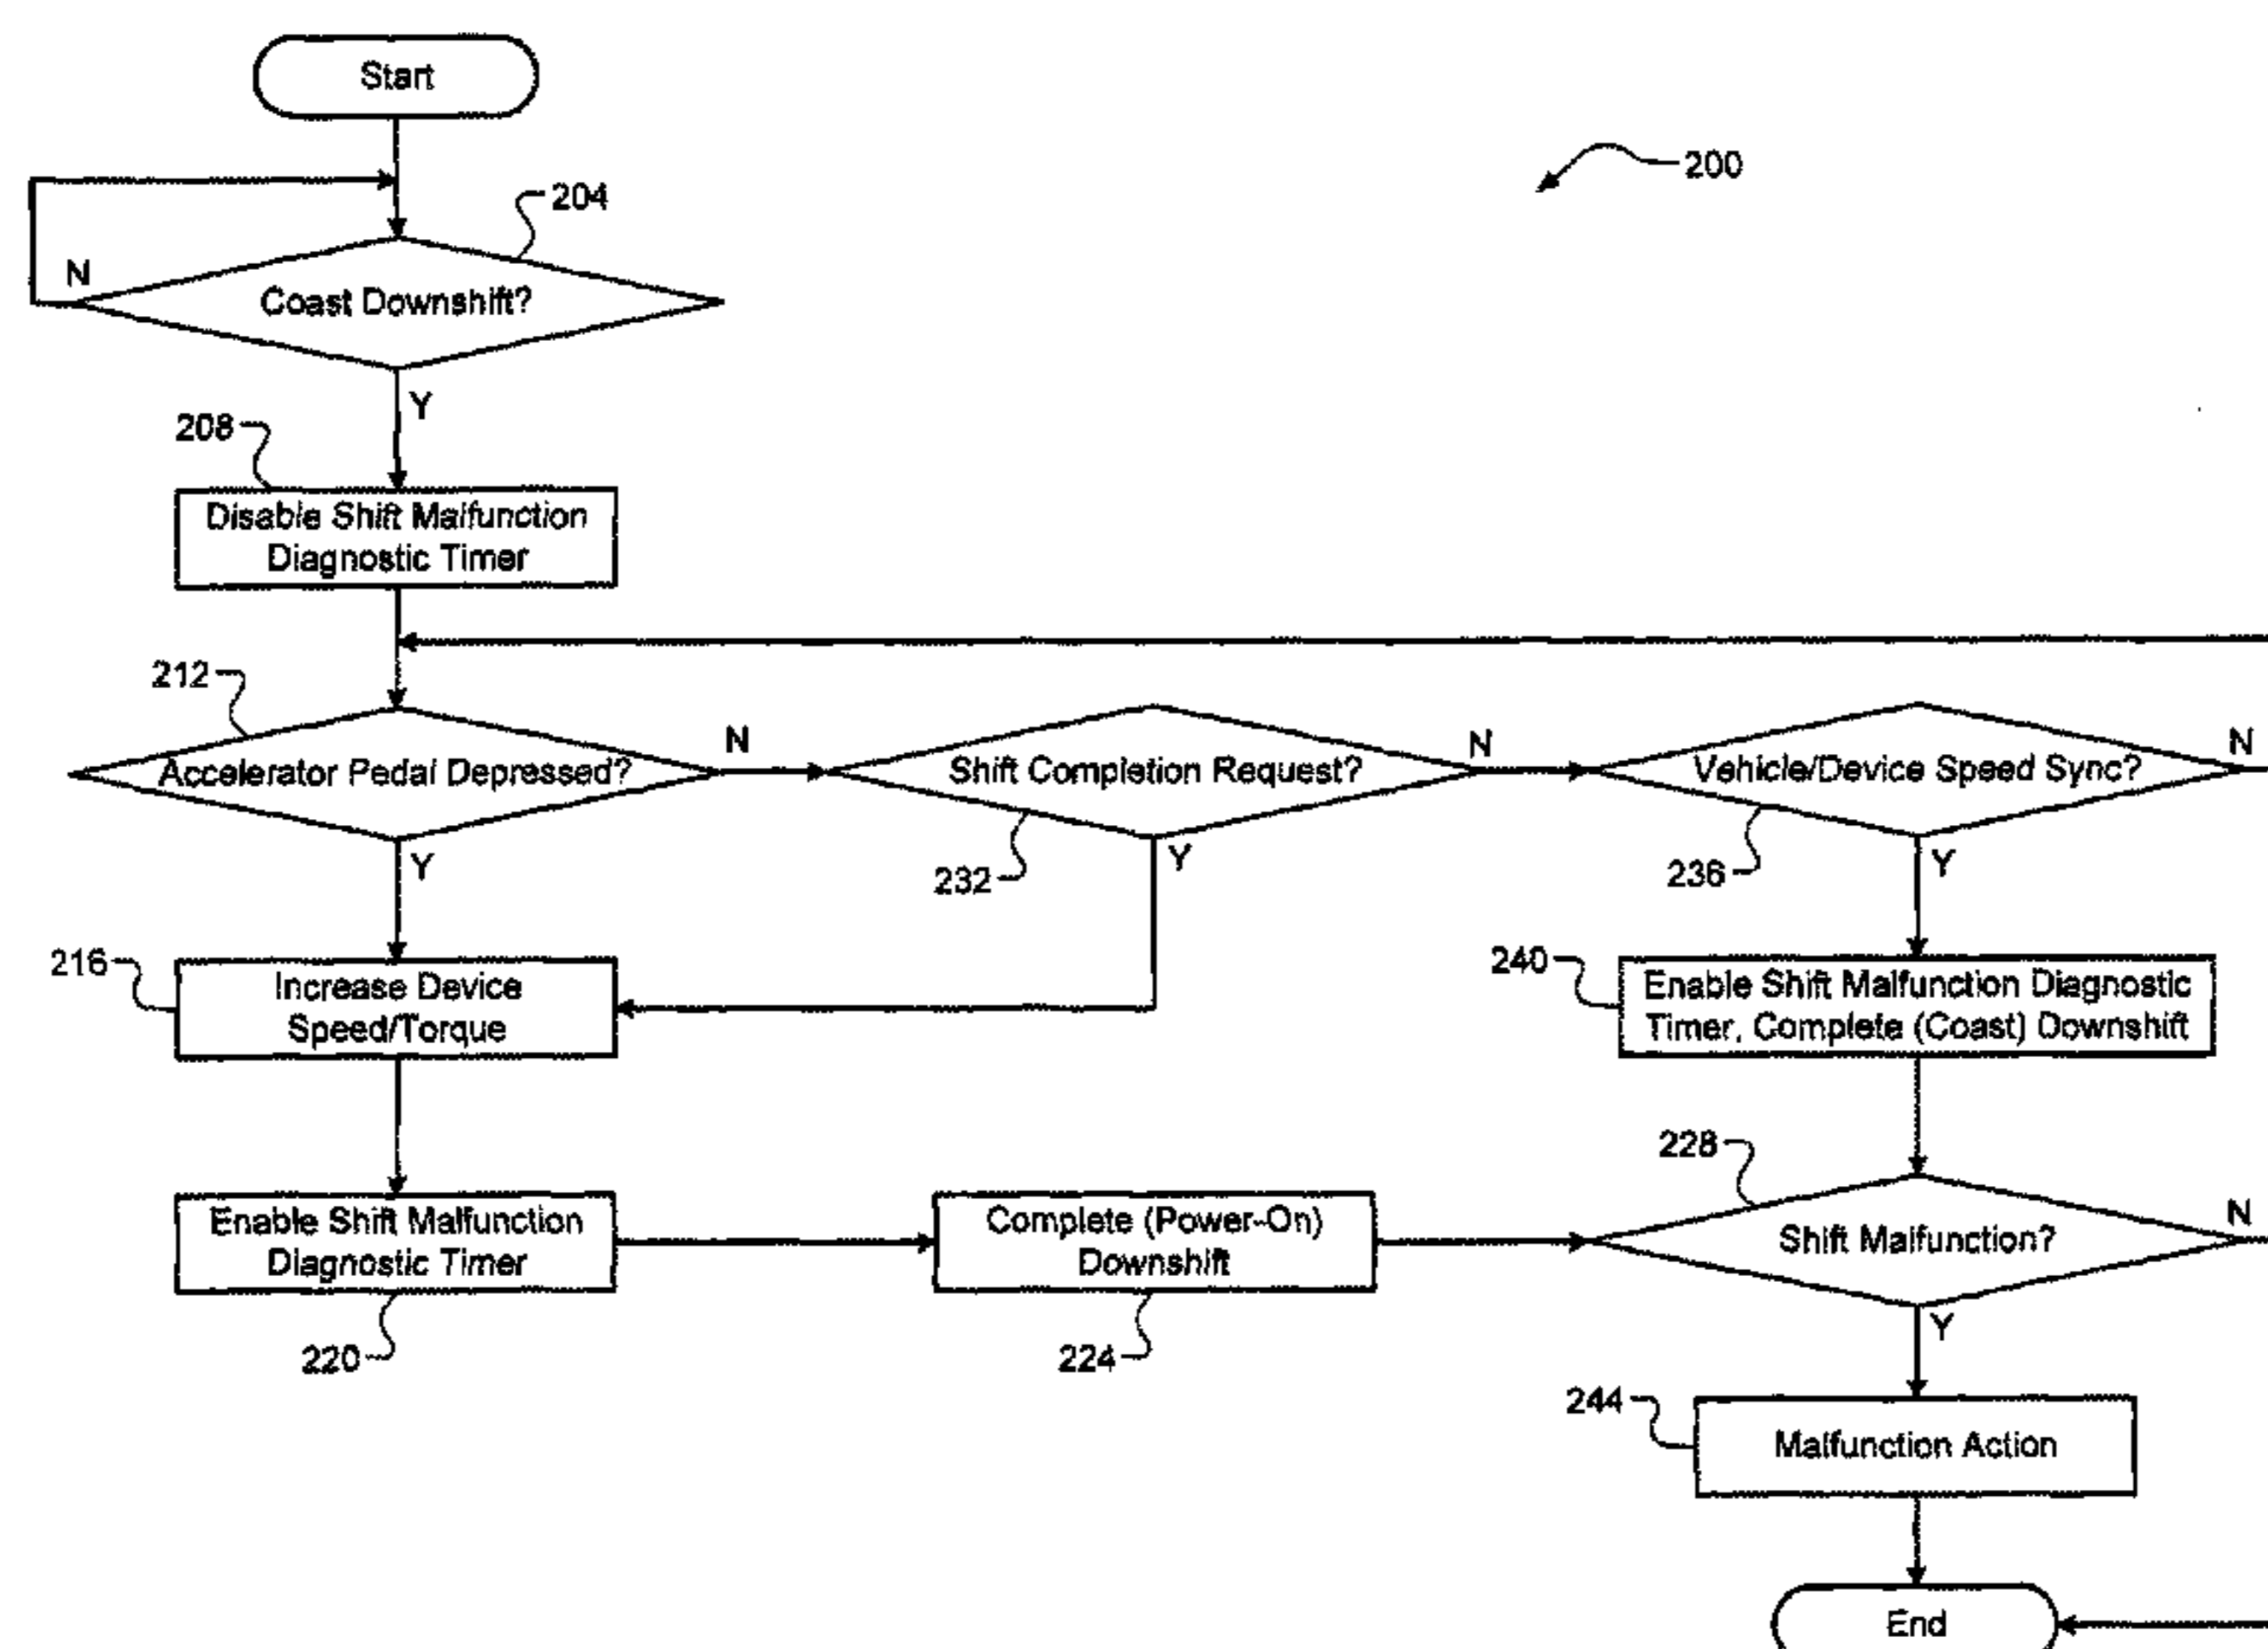 Start
200
204
N
Coast Downshift?
Y
208
Disable Shift Malfunction
Diagnostic Timer
212
Accelerator Pedal Depressed?
N
Shift Completion Request?
N
Vehicle/Device Speed Sync?
N
Y
232
Y
236
Y
216
Increase Device
Speed/Torque
240
Enable Shift Malfunction Diagnostic
Timer, Complete (Coast) Downshift
228
Enable Shift Malfunction
Diagnostic Timer
Complete (Power-On)
Downshift
Shift Malfunction?
N
220
224
Y
244
Malfunction Action
End